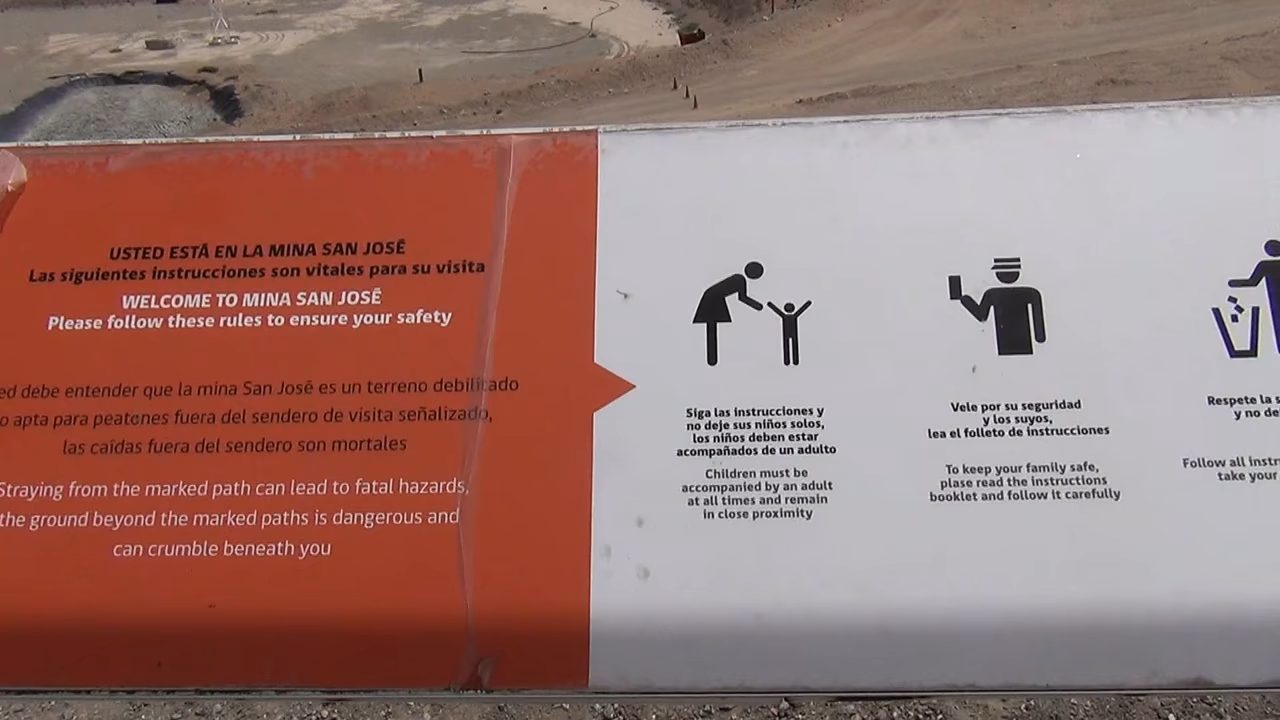 USTED ESTÁ EN LA MINA SAN JOSÉ
Las siguientes instrucciones son vitales para su visita
WELCOME TO MINA SAN JOSÉ
Please follow these rules to ensure your safety
debe entender que la mina San José es un terreno debilitado
apta para peatones fuera del sendero de visita señalizado,
las caídas fuera del sendero son mortales
Straying from the marked path can lead to fatal hazards,
the ground beyond the marked paths is dangerous and
can crumble beneath you
Siga las instrucciones y
no deje sus niños solos,
los niños deben estar
acompañados de un adulto
Children must be
accompanied by an adult
at all times and remain
in close proximity
Vele por su seguridad
y los suyos,
lea el folleto de instrucciones
To keep your family safe,
plase read the instructions
booklet and follow it carefully
Respete la
y no
Follow all
take your